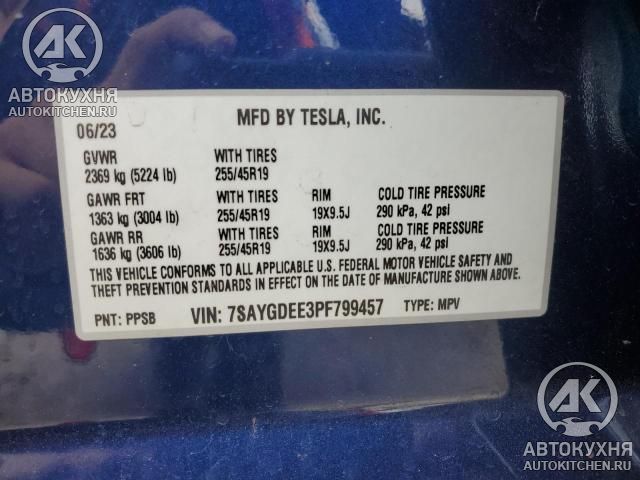 AK
АВТОКУХНЯ
AUTOKITCHEN.RU
06/23 MFD BY TESLA, INC.
GVWR WITH TIRES
2369 kg (5224 lb) 255/45R19
GAWR FRT WITH TIRES RIM COLD TIRE PRESSURE
1363 kg (3004 lb) 255/45R19 19X9.5J 290 kPa, 42 psi
GAWR RR WITH TIRES RIM COLD TIRE PRESSURE
1636 kg (3606 lb) 255/45R19 19X9.5J 290 kPa, 42 psi
THIS VEHICLE CONFORMS TO ALL APPLICABLE U.S. FEDERAL MOTOR VEHICLE SAFETY AND
THEFT PREVENTION STANDARDS IN EFFECT ON THE DATE OF MANUFACTURE SHOWN ABOVE.
PNT: PPSB VIN: 7SAYGDEE3PF799457 TYPE: MPV
AK
АВТОКУХНЯ
AUTOKITCHEN.RU